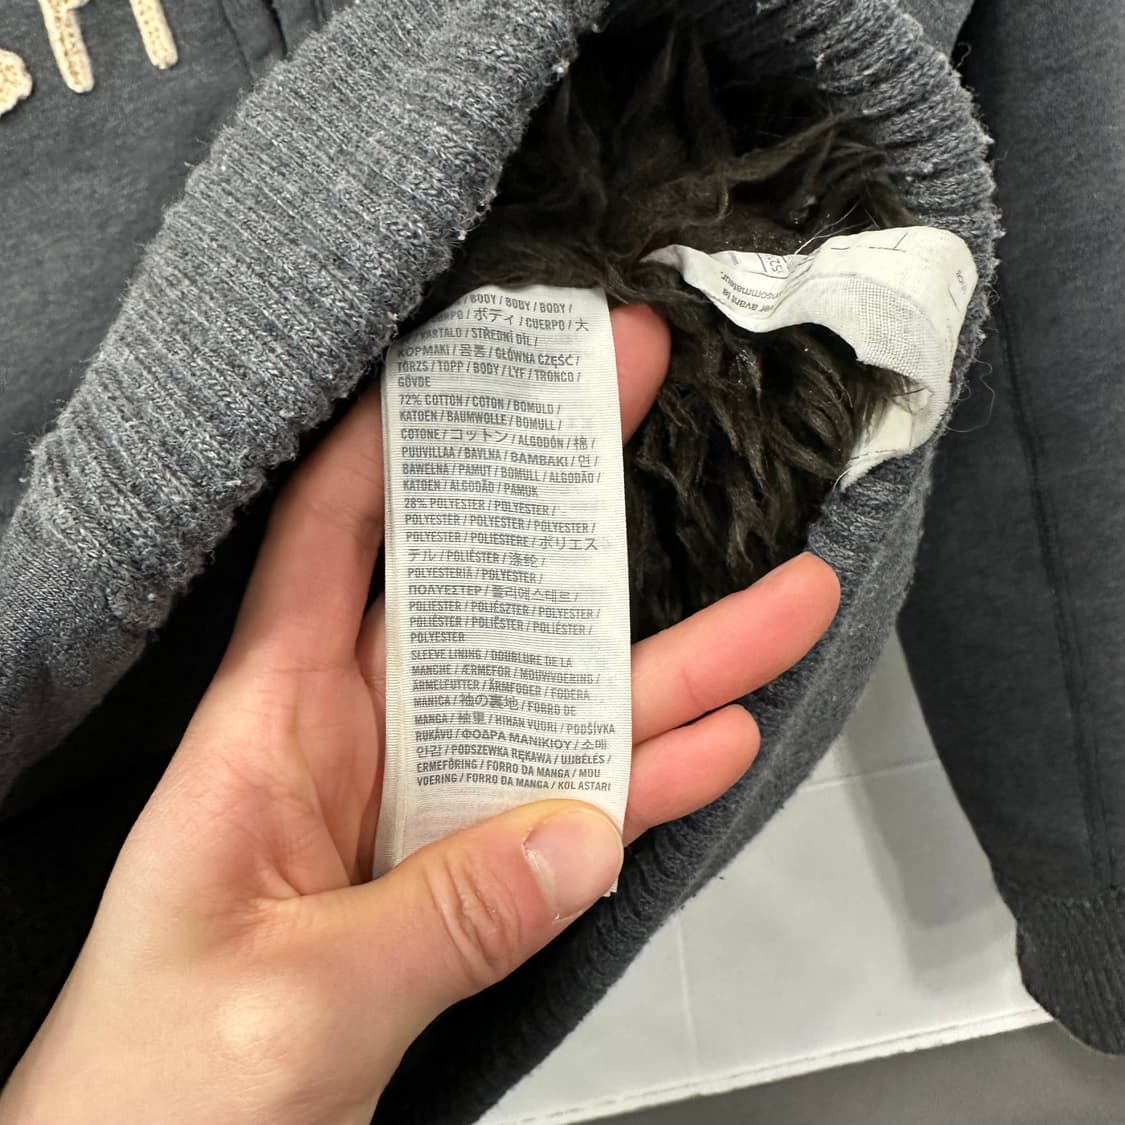 / BODY / BODY / BODY /
/ ボディ / CUERPO / 大
/ VARTALO / STŘEDNÍ DÍL /
ΚΟΡΜΑΚΙ / 몸통 / GŁÓWNA CZĘŚĆ /
TÖRZS / TOPP / BODY / LYF / TRONCO /
GÖVDE
72% COTTON / COTON / BOMULD /
KATOEN / BAUMWOLLE / BOMULL /
COTONE / コットン / ALGODÓN / 棉 /
PUUVILLAA / BAVLNA / ΒΑΜΒΑΚΙ / 면 /
BAWEŁNA / PAMUT / BOMULL / ALGODÃO /
KATOEN / ALGODÃO / PAMUK
28% POLYESTER / POLYESTER /
POLYESTER / POLYESTER / POLYESTER /
POLYESTER / POLIESTERE / ポリエス
テル / POLIÉSTER / 涤纶 /
POLYESTERIÄ / POLYESTER /
ΠΟΛΥΕΣΤΕΡ / 폴리에스테르 /
POLIESTER / POLIÉSZTER / POLYESTER /
POLIÉSTER / POLIÉSTER / POLIÉSTER /
POLYESTER
SLEEVE LINING / DOUBLURE DE LA
MANCHE / ÆRMEFOR / MOUWVOERING /
ÄRMELFUTTER / ÄRMFODER / FODERA
MANICA / 袖の裏地 / FORRO DE
MANGA / 袖里 / HIHAN VUORI / PODŠÍVKA
RUKÁVU / ΦΟΔΡΑ ΜΑΝΙΚΙΟΥ / 소매
안감 / PODSZEWKA RĘKAWA / UJJBÉLÉS /
ERMEFÔRING / FORRO DA MANGA / MOU
VOERING / FORRO DA MANGA / KOL ASTARI
avant la